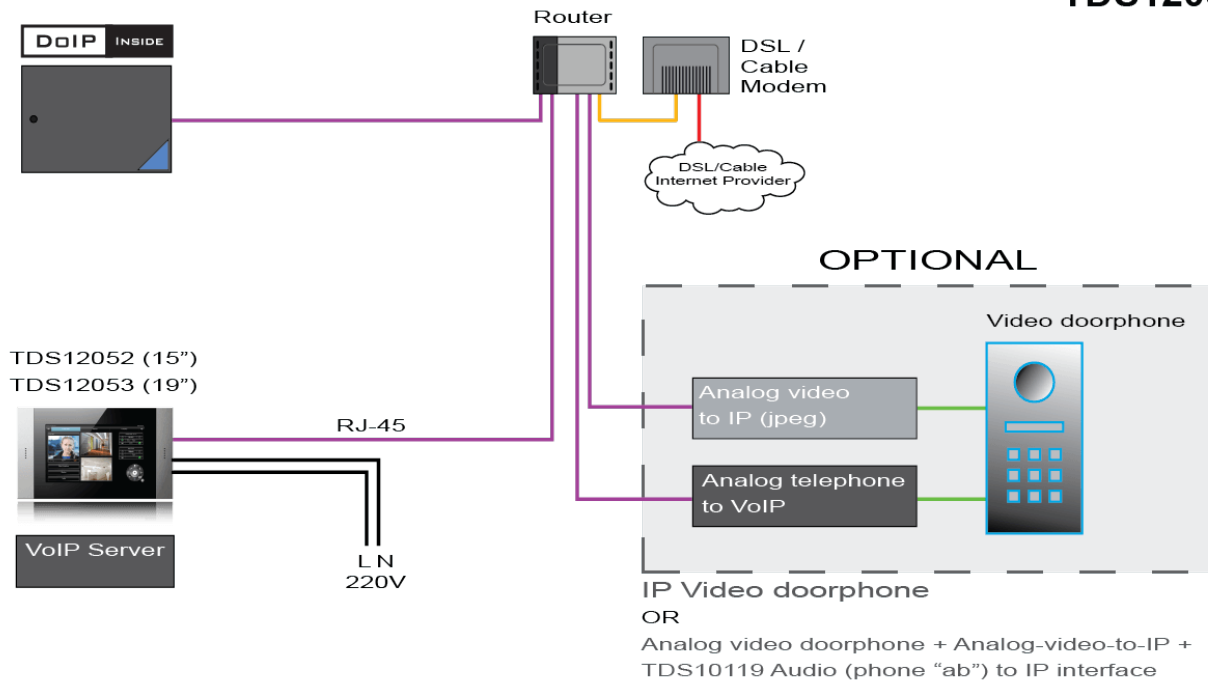 DoIP INSIDE
Router
DSL /
Cable
Modem
DSL/Cable
Internet Provider
OPTIONAL
Video doorphone
TDS12052 (15”)
TDS12053 (19”)
RJ-45
Analog video
to IP (jpeg)
Analog telephone
to VoIP
VoIP Server
L N
220V
IP Video doorphone
OR
Analog video doorphone + Analog-video-to-IP +
TDS10119 Audio (phone “ab”) to IP interface